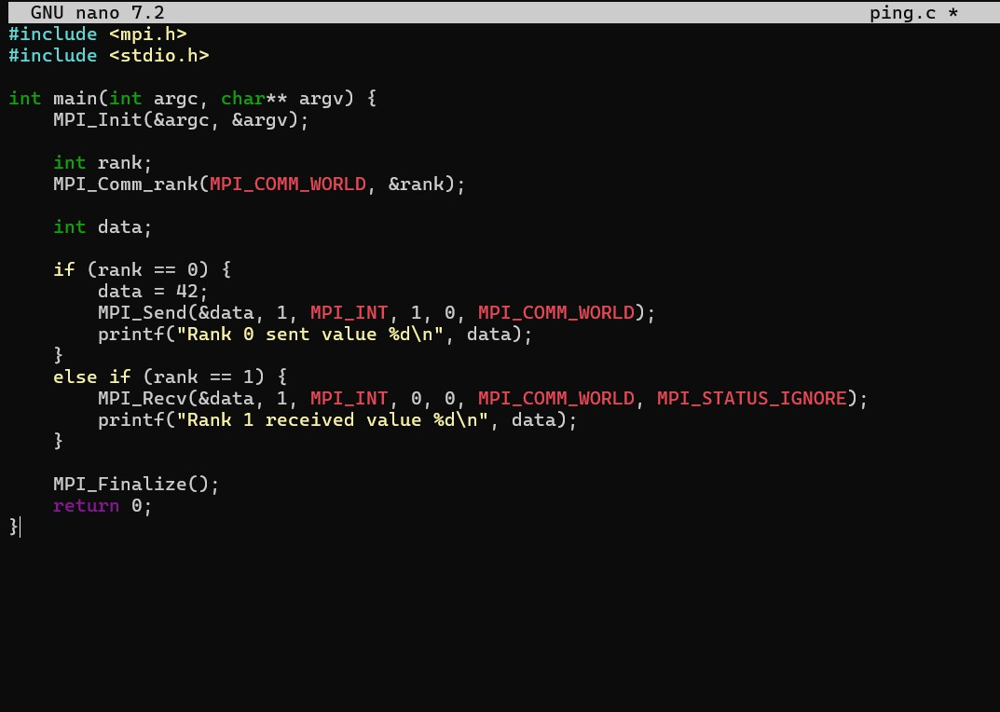 GNU nano 7.2 ping.c *
#include <mpi.h>
#include <stdio.h>
int main(int argc, char** argv) {
    MPI_Init(&argc, &argv);
    int rank;
    MPI_Comm_rank(MPI_COMM_WORLD, &rank);
    int data;
    if (rank == 0) {
        data = 42;
        MPI_Send(&data, 1, MPI_INT, 1, 0, MPI_COMM_WORLD);
        printf("Rank 0 sent value %d\n", data);
    }
    else if (rank == 1) {
        MPI_Recv(&data, 1, MPI_INT, 0, 0, MPI_COMM_WORLD, MPI_STATUS_IGNORE);
        printf("Rank 1 received value %d\n", data);
    }
    MPI_Finalize();
    return 0;
}